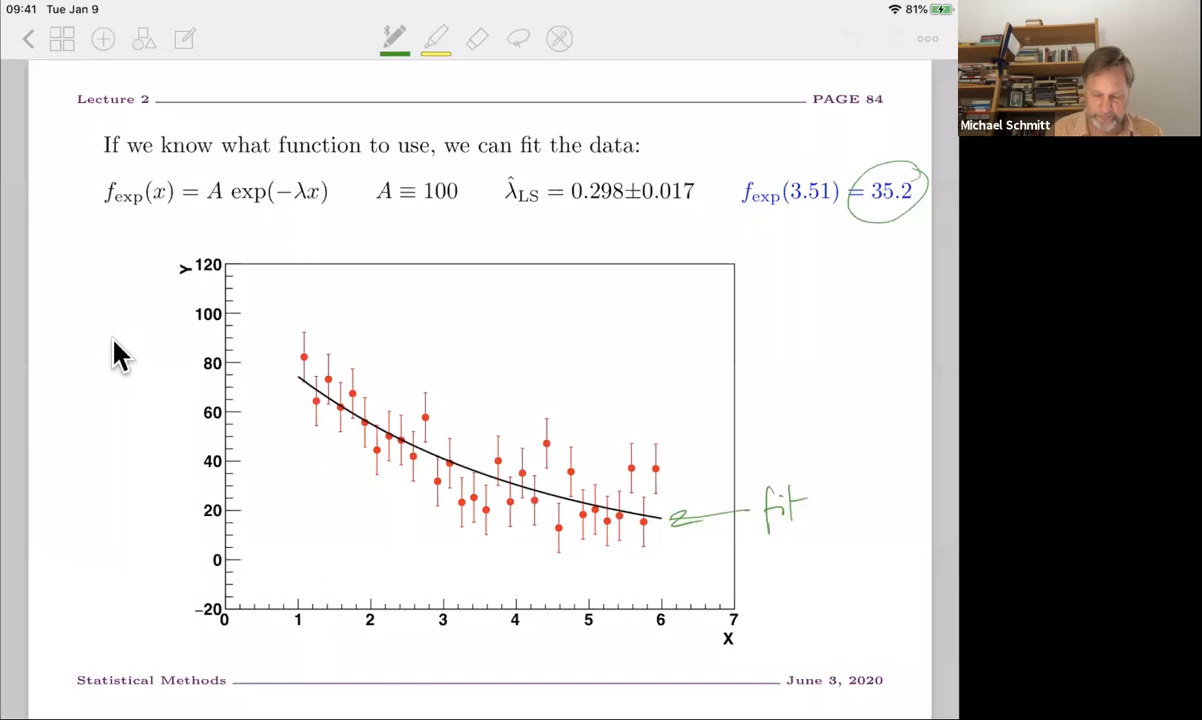 09:41 Tue Jan 9 81%
Lecture 2 PAGE 84
Michael Schmitt
If we know what function to use, we can fit the data:
f_exp(x) = A exp(−λx) A ≡ 100 λ̂_LS = 0.298±0.017 f_exp(3.51) = 35.2
Y
120
100
80
60
40
20
0
−20
fit
0 1 2 3 4 5 6 7
X
Statistical Methods June 3, 2020